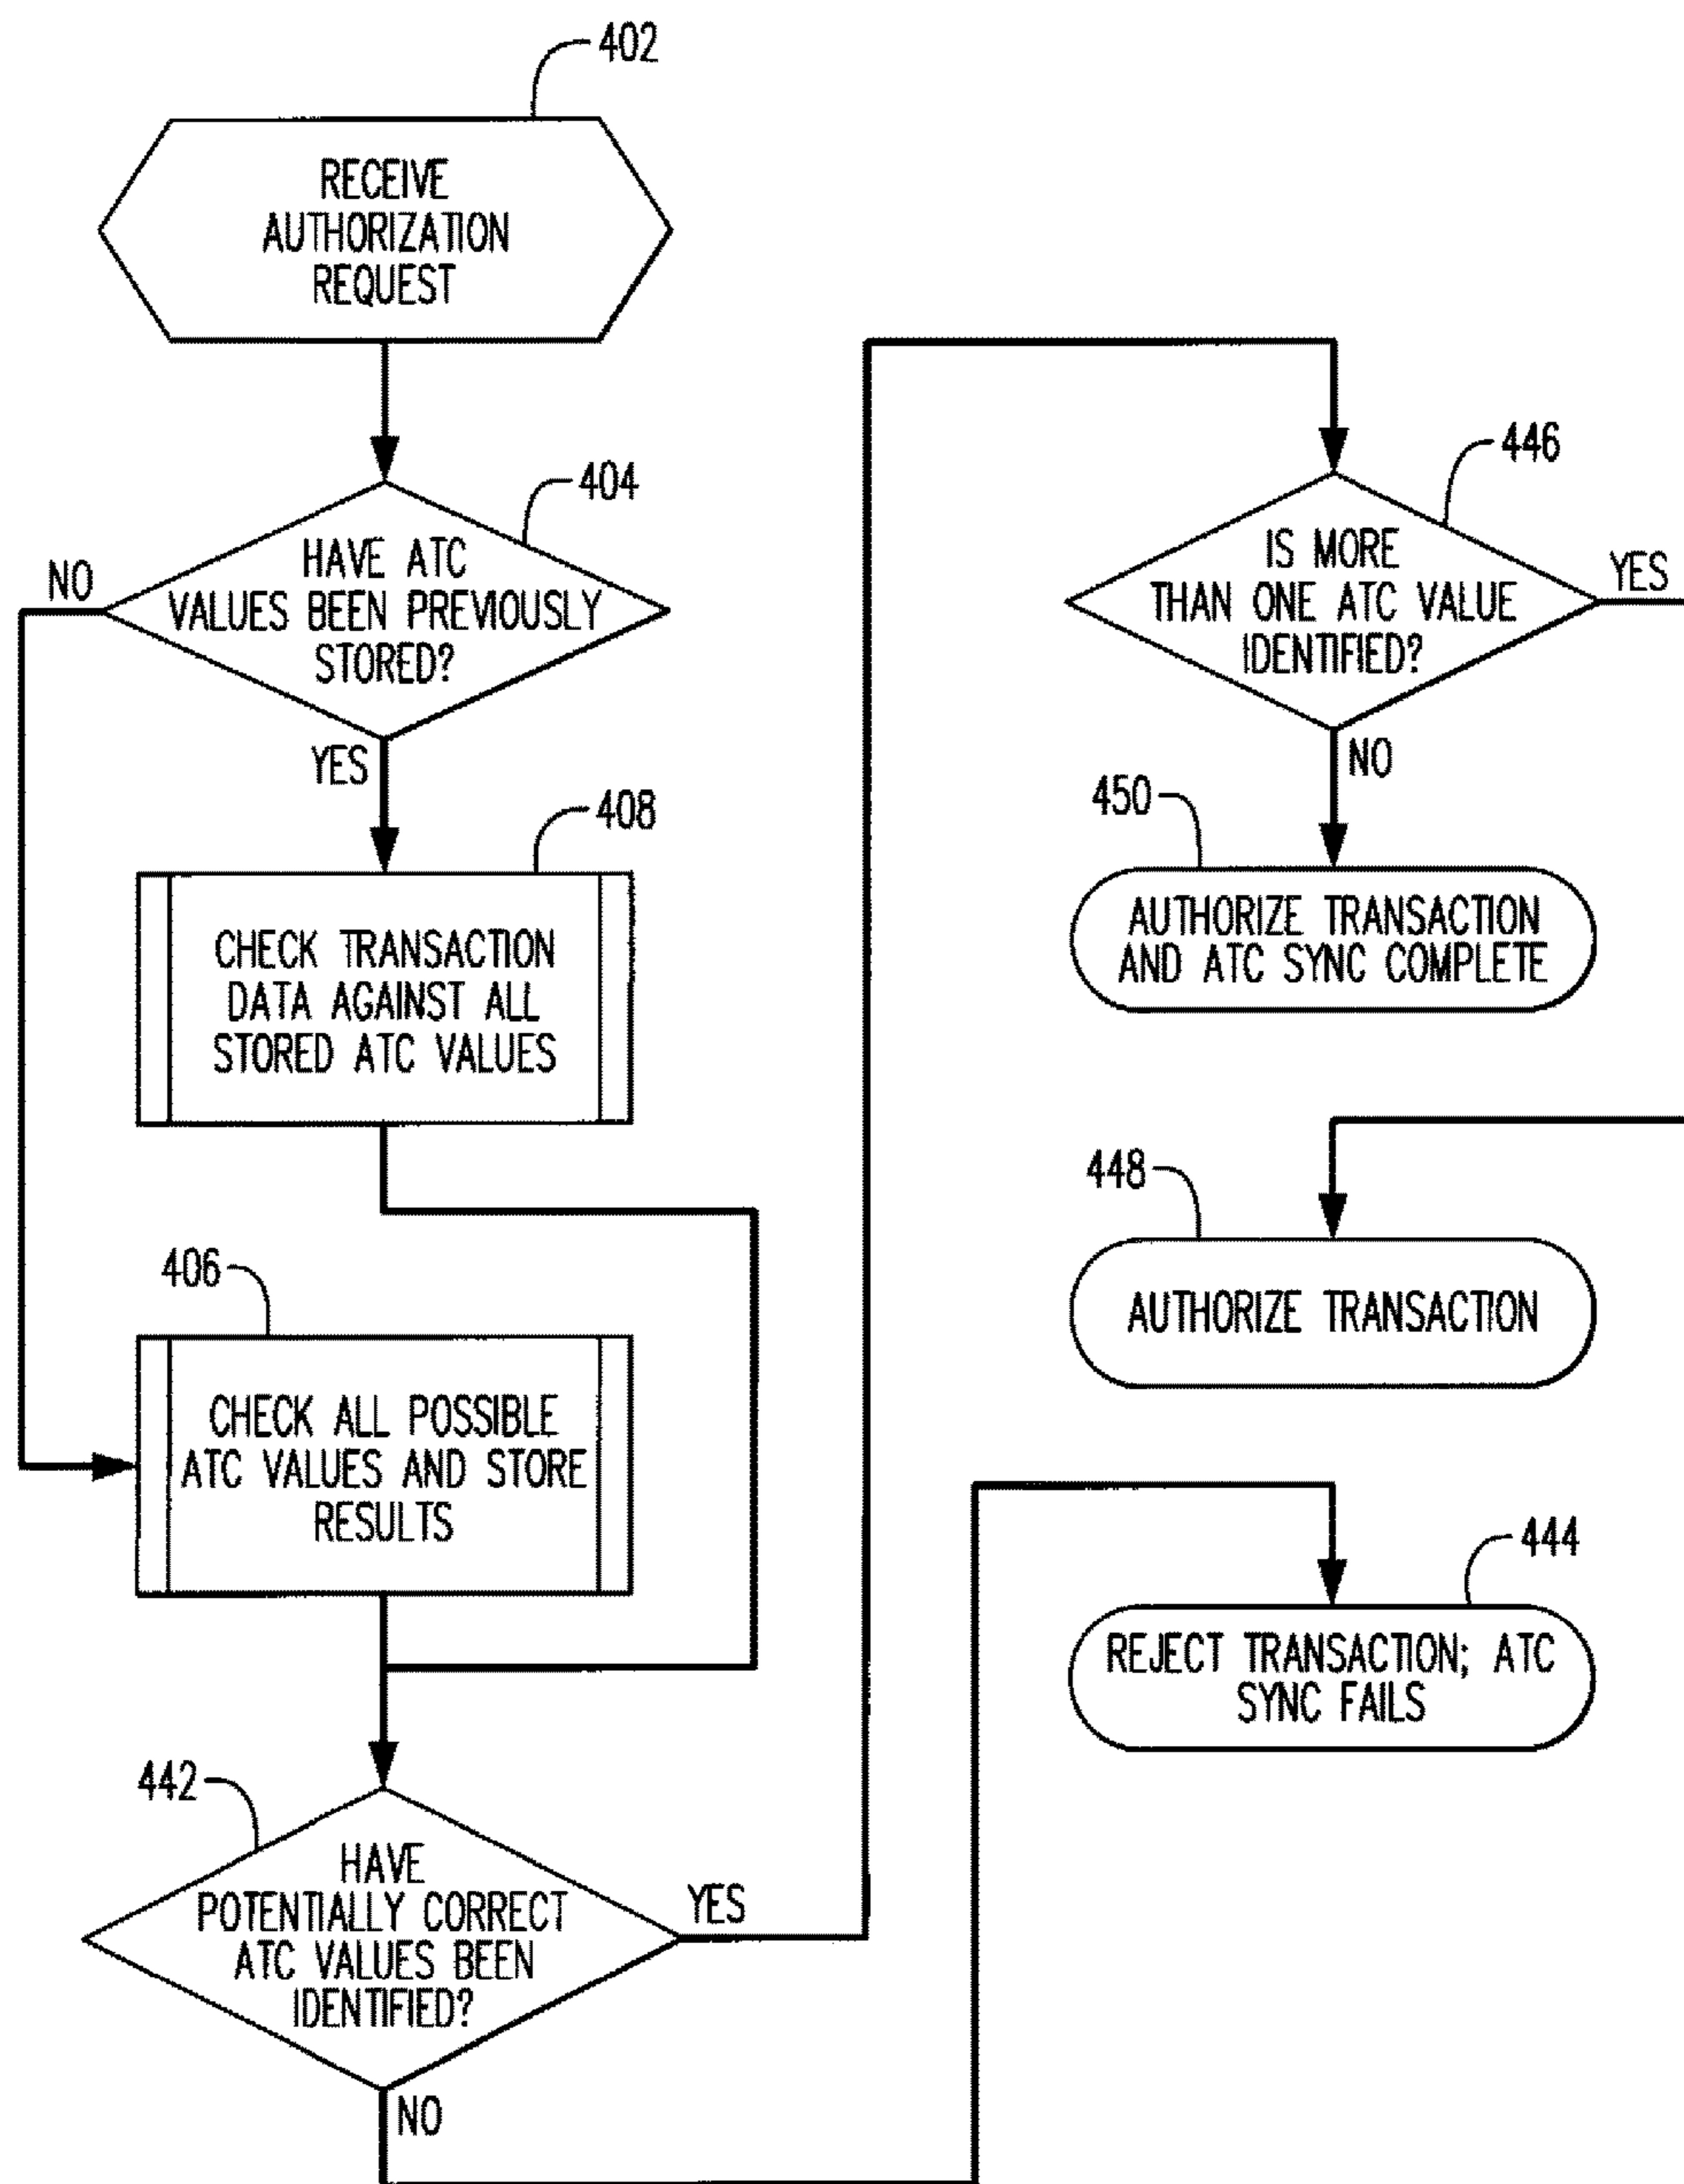 402
RECEIVE
AUTHORIZATION
REQUEST
404
HAVE ATC
VALUES BEEN PREVIOUSLY
STORED?
NO
YES
408
CHECK TRANSACTION
DATA AGAINST ALL
STORED ATC VALUES
406
CHECK ALL POSSIBLE
ATC VALUES AND STORE
RESULTS
442
HAVE
POTENTIALLY CORRECT
ATC VALUES BEEN
IDENTIFIED?
YES
NO
446
IS MORE
THAN ONE ATC VALUE
IDENTIFIED?
YES
NO
450
AUTHORIZE TRANSACTION
AND ATC SYNC COMPLETE
448
AUTHORIZE TRANSACTION
444
REJECT TRANSACTION; ATC
SYNC FAILS